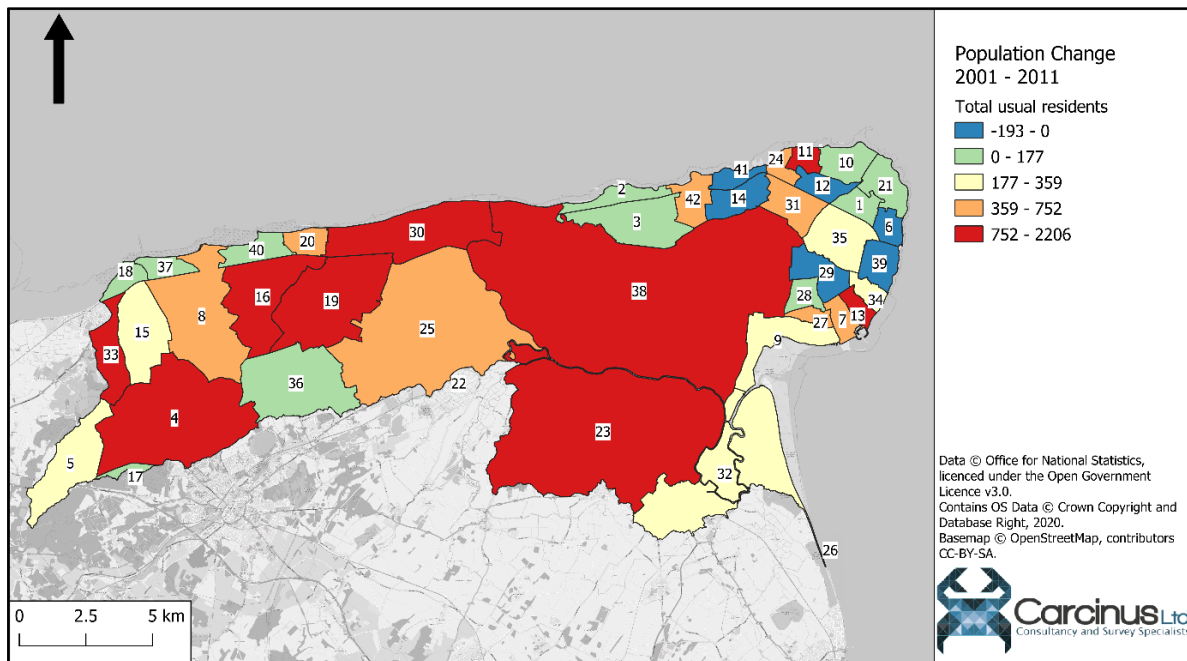 Population Change
2001 - 2011
Total usual residents
-193 - 0
0 - 177
177 - 359
359 - 752
752 - 2206
11
24
10
41
12
21
2
42
14
1
31
3
6
30
35
20
40
37
18
39
29
38
28
34
16
19
8
13
27
7
15
25
9
33
36
22
4
23
5
32
17
26
0 2.5 5 km
Data © Office for National Statistics,
licenced under the Open Government
Licence v3.0.
Contains OS Data © Crown Copyright and
Database Right, 2020.
Basemap © OpenStreetMap, contributors
CC-BY-SA.
Carcinus Ltd
Consultancy and Survey Specialists